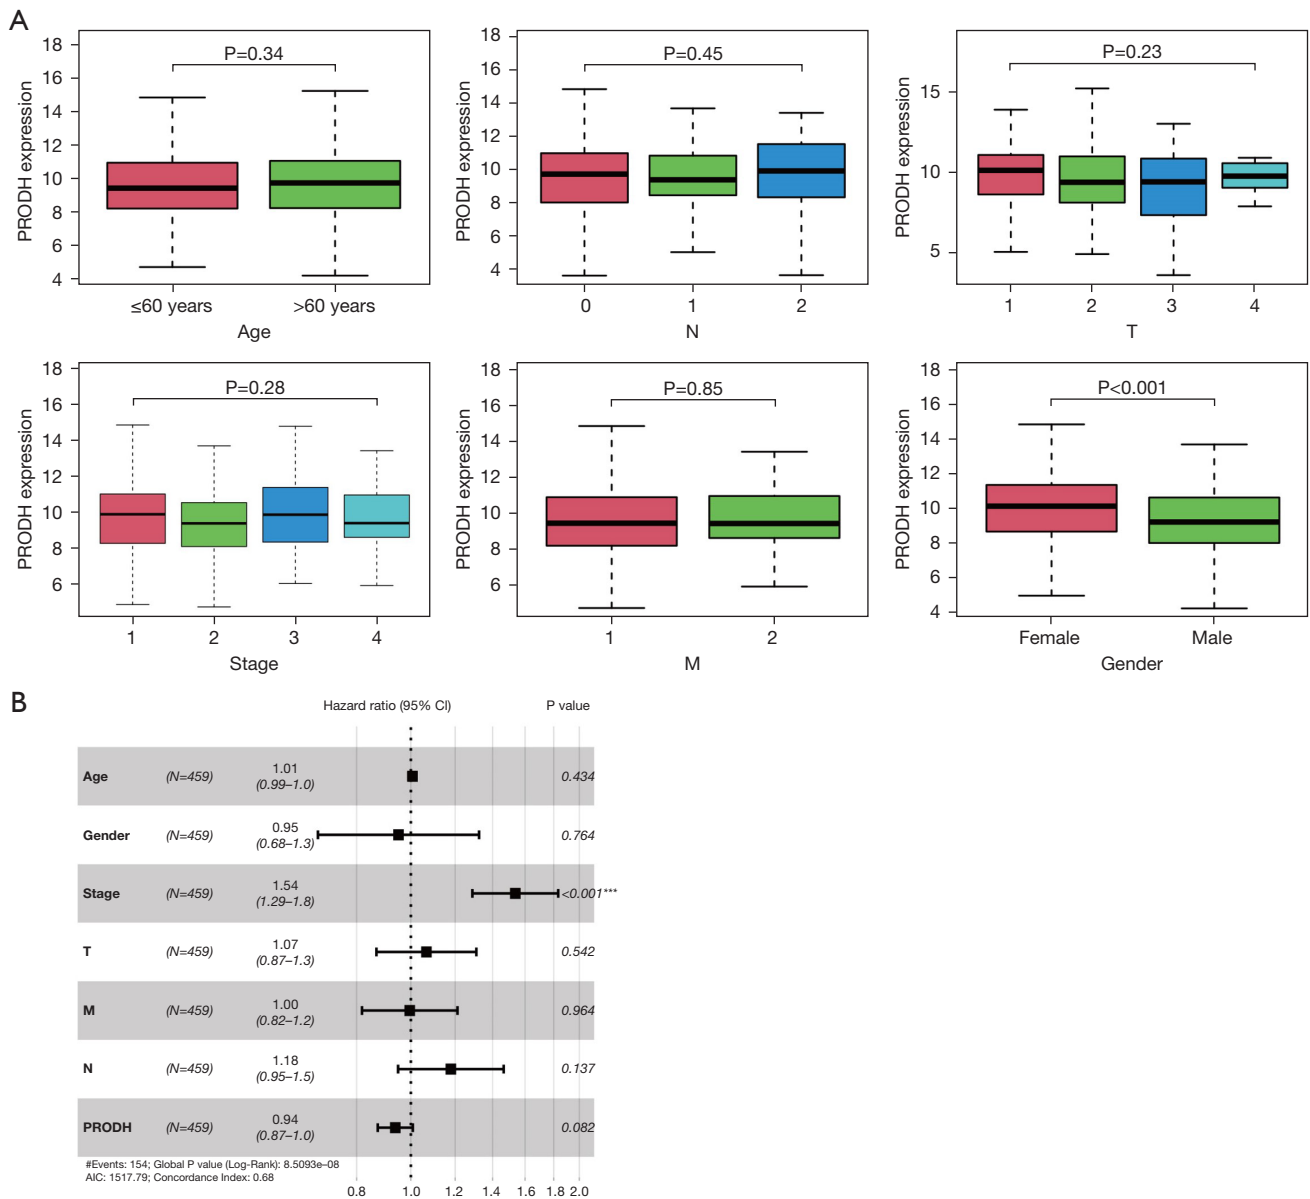 A
PRODH expression
18
16
14
12
10
8
6
4
P=0.34
≤60 years
>60 years
Age
PRODH expression
18
16
14
12
10
8
6
4
P=0.45
0
1
2
N
PRODH expression
15
10
5
P=0.23
1
2
3
4
T
PRODH expression
18
16
14
12
10
8
6
P=0.28
1
2
3
4
Stage
PRODH expression
18
16
14
12
10
8
6
P=0.85
1
2
M
PRODH expression
18
16
14
12
10
8
6
4
P<0.001
Female
Male
Gender
B
Hazard ratio (95% CI) P value
Age (N=459) 1.01 0.434
(0.99–1.0)
Gender (N=459) 0.95 0.764
(0.68–1.3)
Stage (N=459) 1.54 <0.001***
(1.29–1.8)
T (N=459) 1.07 0.542
(0.87–1.3)
M (N=459) 1.00 0.964
(0.82–1.2)
N (N=459) 1.18 0.137
(0.95–1.5)
PRODH (N=459) 0.94 0.082
(0.87–1.0)
#Events: 154; Global P value (Log-Rank): 8.5093e–08
AIC: 1517.79; Concordance Index: 0.68
0.8 1.0 1.2 1.4 1.6 1.8 2.0